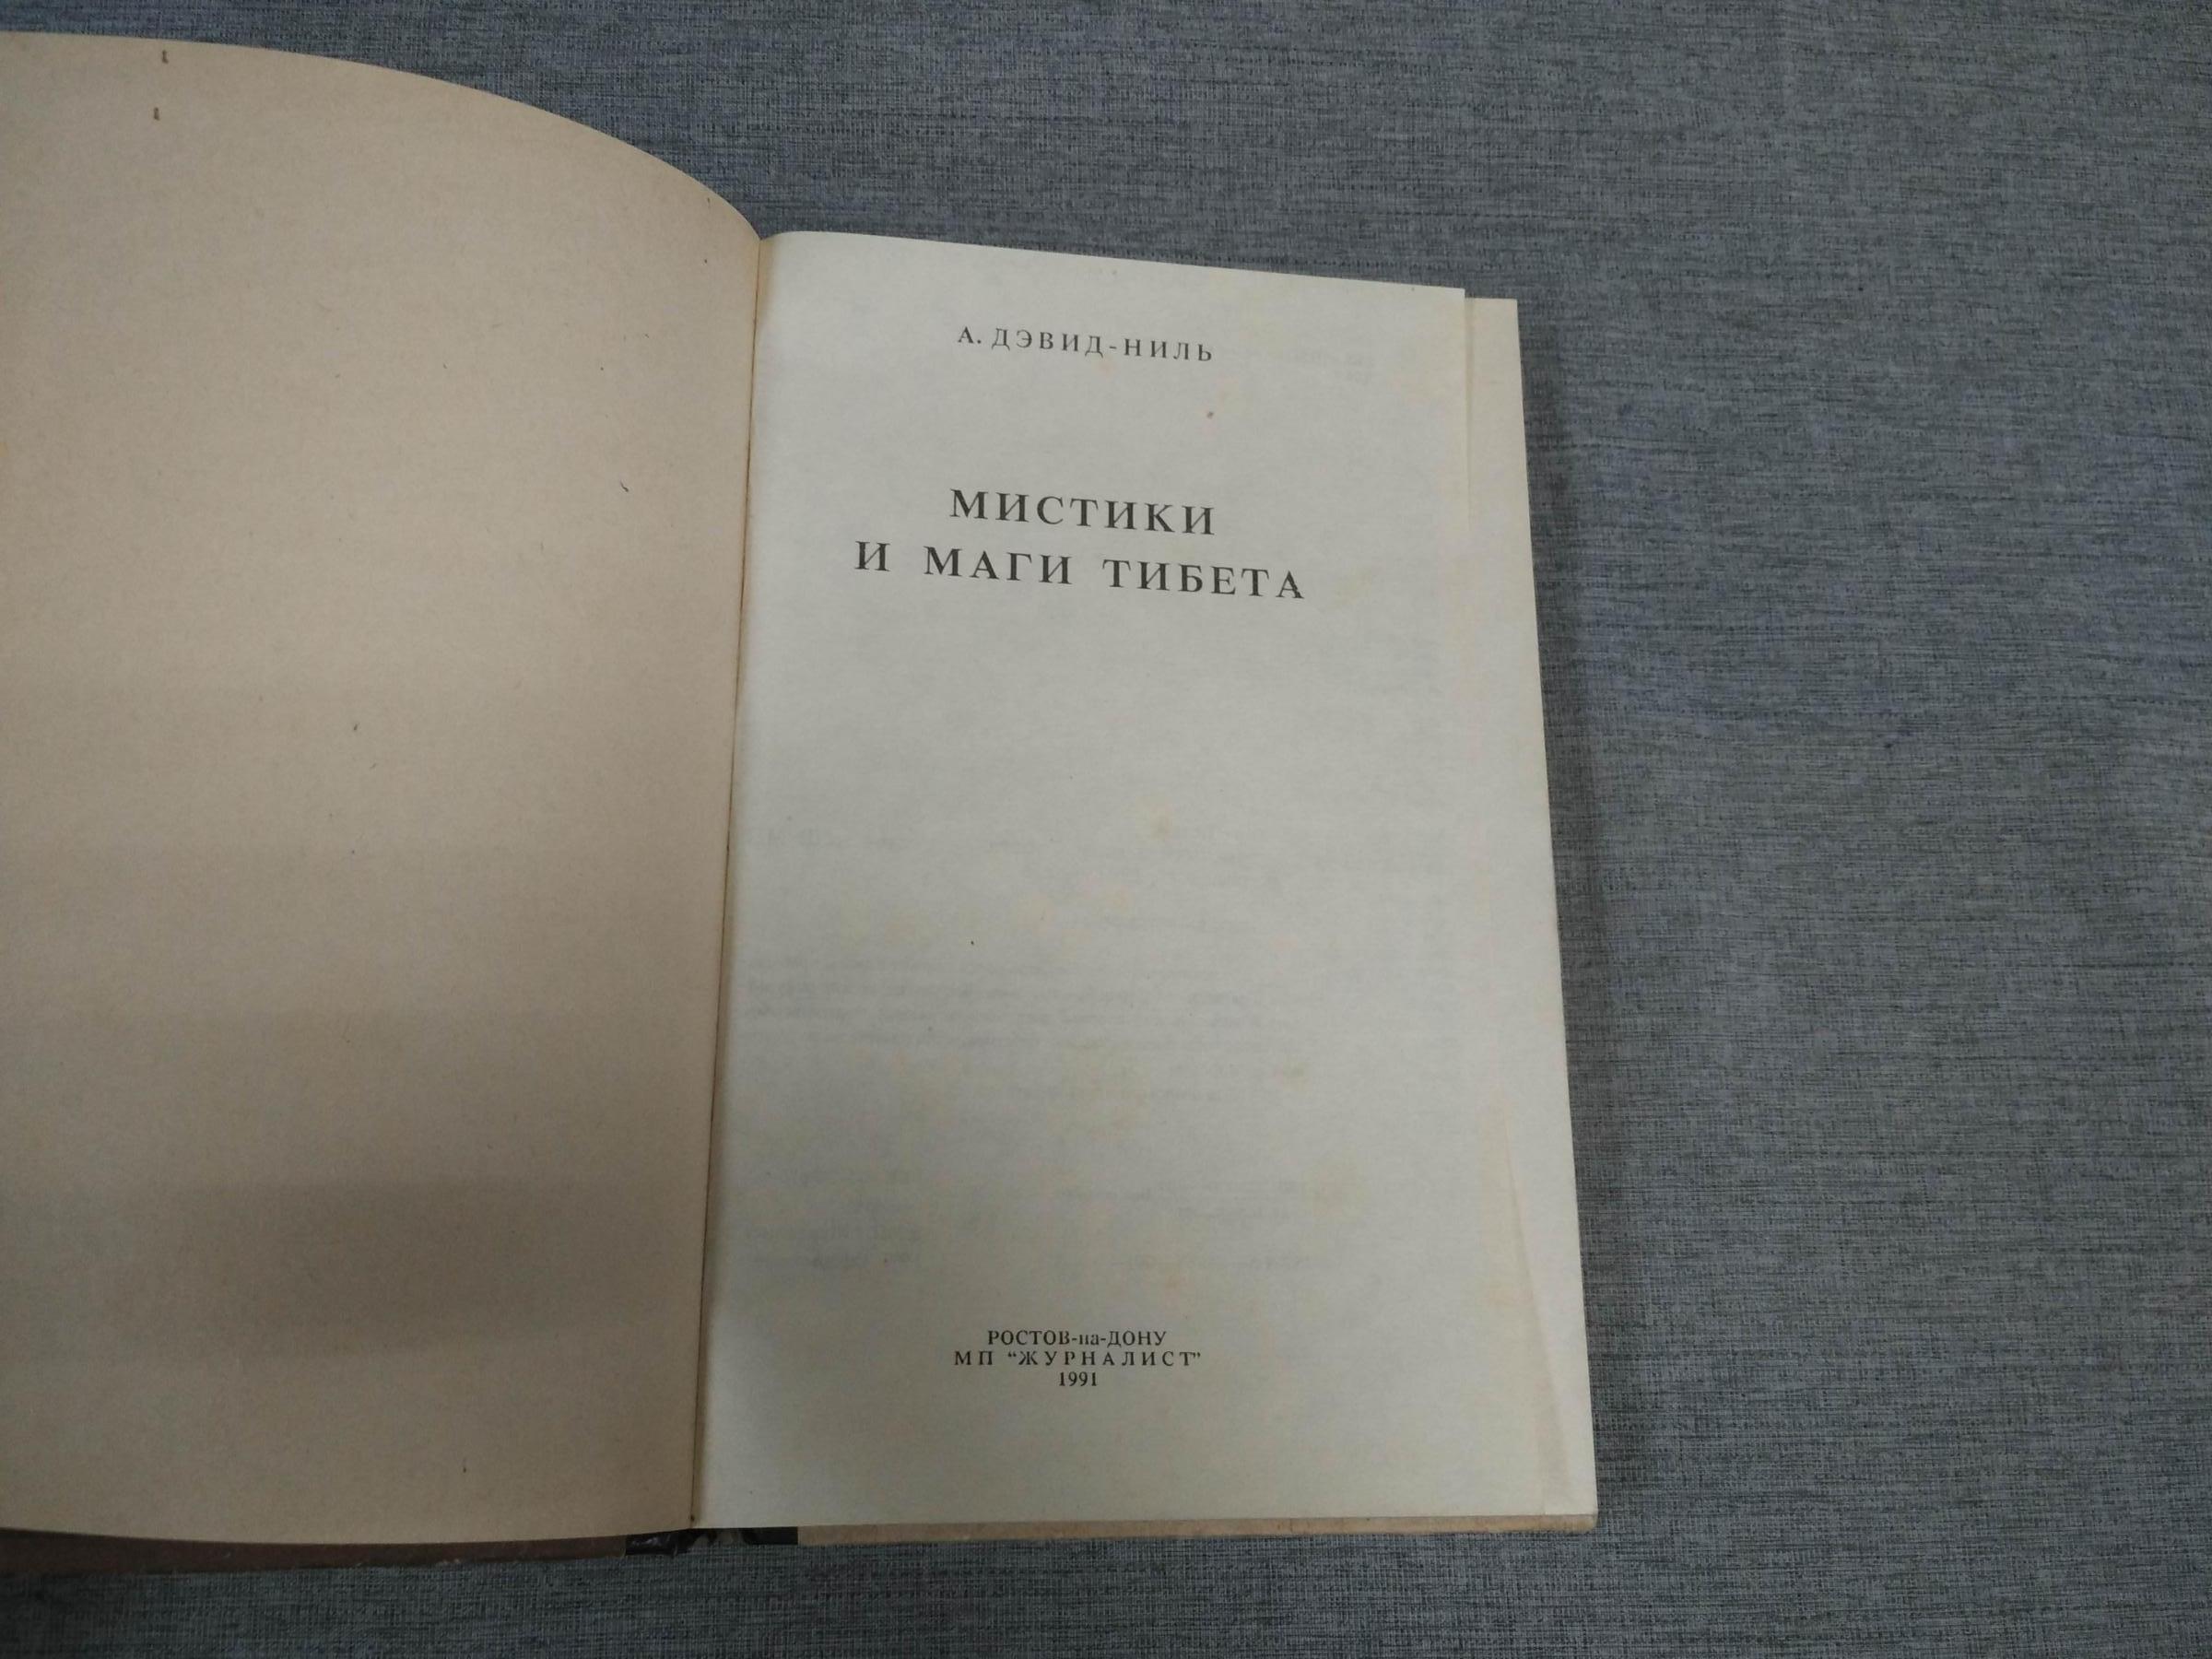 А. ДЭВИД-НИЛЬ
МИСТИКИ
И МАГИ ТИБЕТА
РОСТОВ-на-ДОНУ
МП “ЖУРНАЛИСТ”
1991